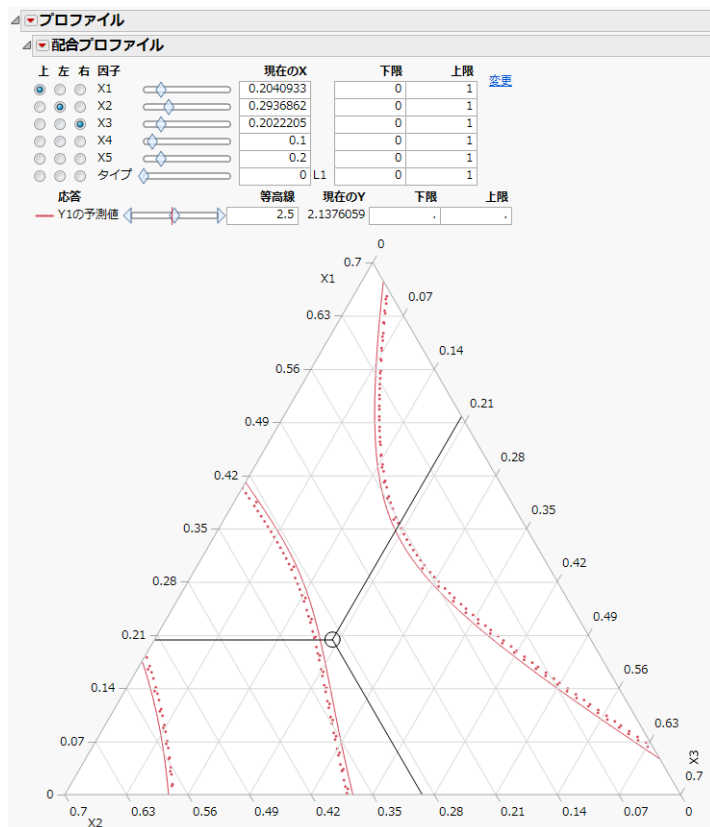 プロファイル
配合プロファイル
上 左 右 因子 現在のX 下限 上限 変更
X1 0.2040933 0 1
X2 0.2936862 0 1
X3 0.2022205 0 1
X4 0.1 0 1
X5 0.2 0 1
タイプ 0 L1 0 1
応答 等高線 現在のY 下限 上限
Y1の予測値 2.5 2.1376059 . .
0
0.7
X1
0.07
0.63
0.14
0.56
0.21
0.49
0.28
0.42
0.35
0.35
0.42
0.28
0.49
0.21
0.56
0.14
0.63
0.07
X3
0.7
0
0.7 0.63 0.56 0.49 0.42 0.35 0.28 0.21 0.14 0.07 0
X2